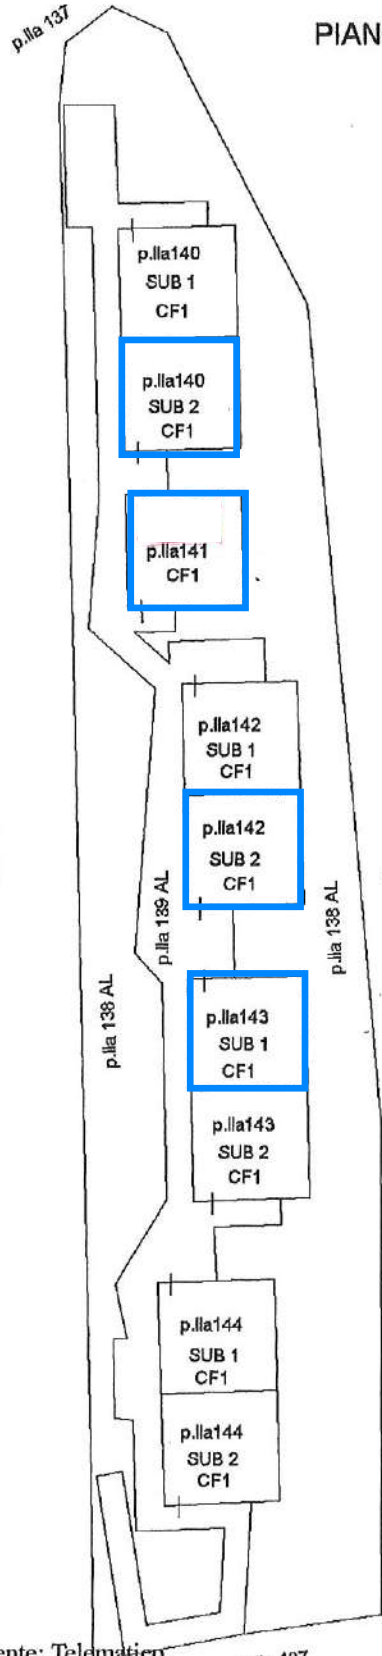 p.lla 137
PIAN
p.lla140
SUB 1
CF1
p.lla140
SUB 2
CF1
p.lla141
CF1
p.lla142
SUB 1
CF1
p.lla142
SUB 2
CF1
p.lla 139 AL
p.lla 138 AL
p.lla 138 AL
p.lla143
SUB 1
CF1
p.lla143
SUB 2
CF1
p.lla144
SUB 1
CF1
p.lla144
SUB 2
CF1
ente: Telematico